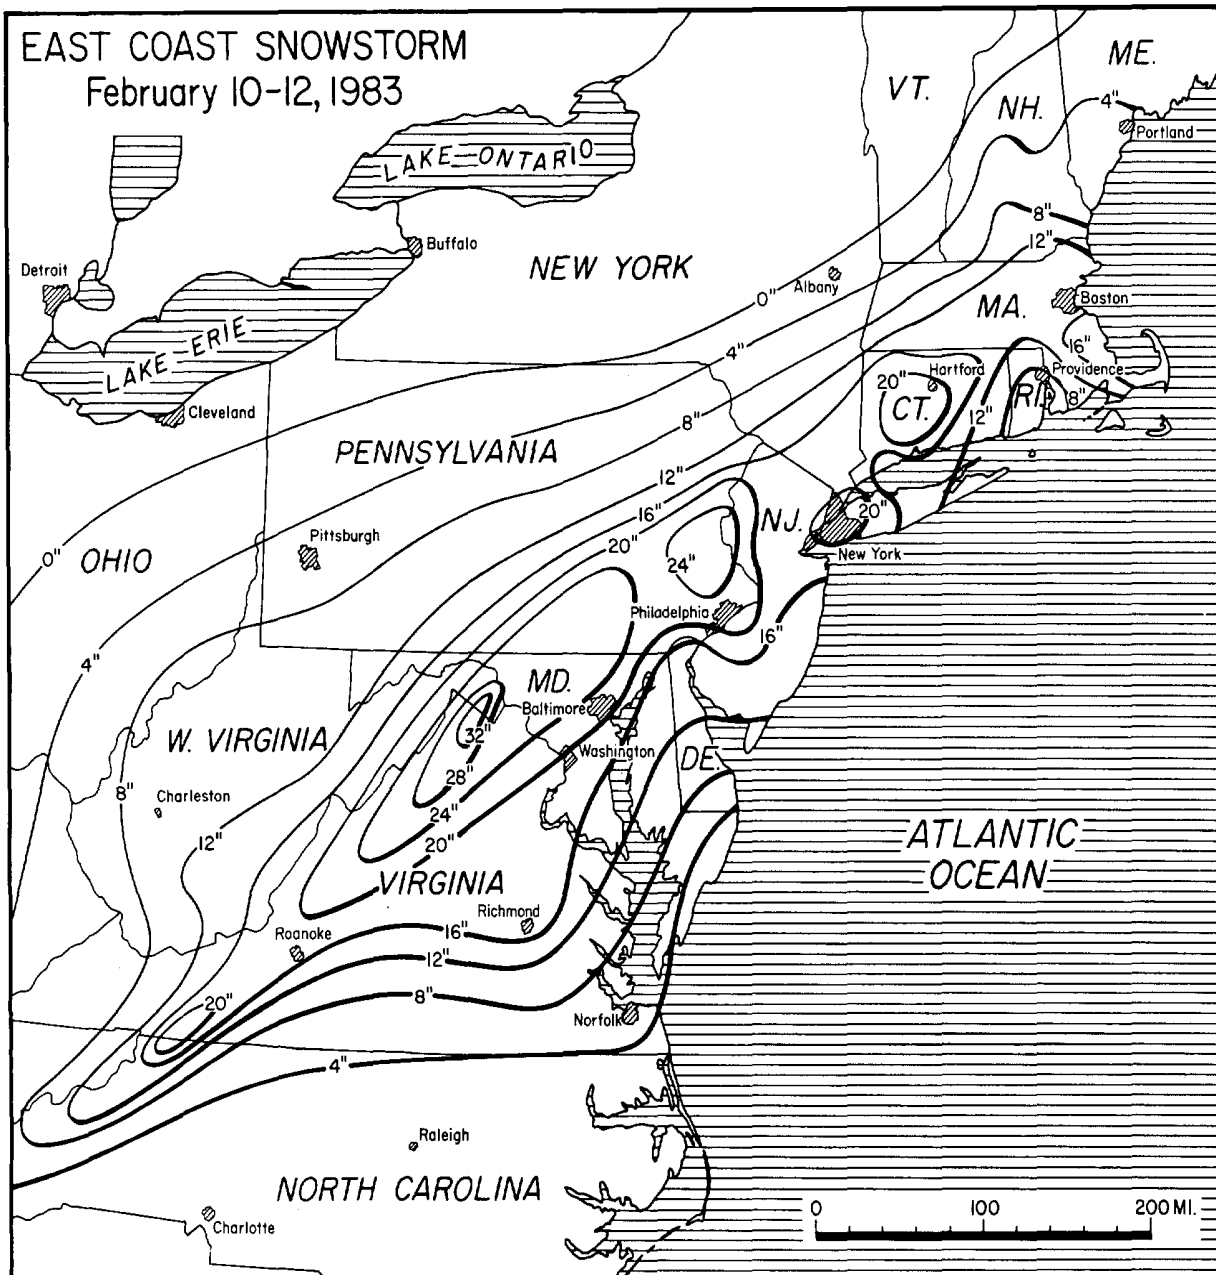 EAST COAST SNOWSTORM
February 10-12, 1983
ME.
VT.
NH.
4"
Portland
LAKE ONTARIO
8"
12"
Buffalo
NEW YORK
Detroit
Albany
0"
Boston
MA.
LAKE ERIE
4"
16"
Hartford
Providence
20"
CT.
RI.
8"
12"
Cleveland
8"
PENNSYLVANIA
12"
16"
20"
N.J.
20"
New York
Pittsburgh
OHIO
0"
24"
Philadelphia
16"
4"
MD.
Baltimore
32"
W. VIRGINIA
Washington
DE.
28"
8"
Charleston
24"
12"
20"
ATLANTIC
OCEAN
VIRGINIA
Richmond
16"
Roanoke
12"
8"
20"
Norfolk
4"
Raleigh
NORTH CAROLINA
Charlotte
0 100 200 MI.